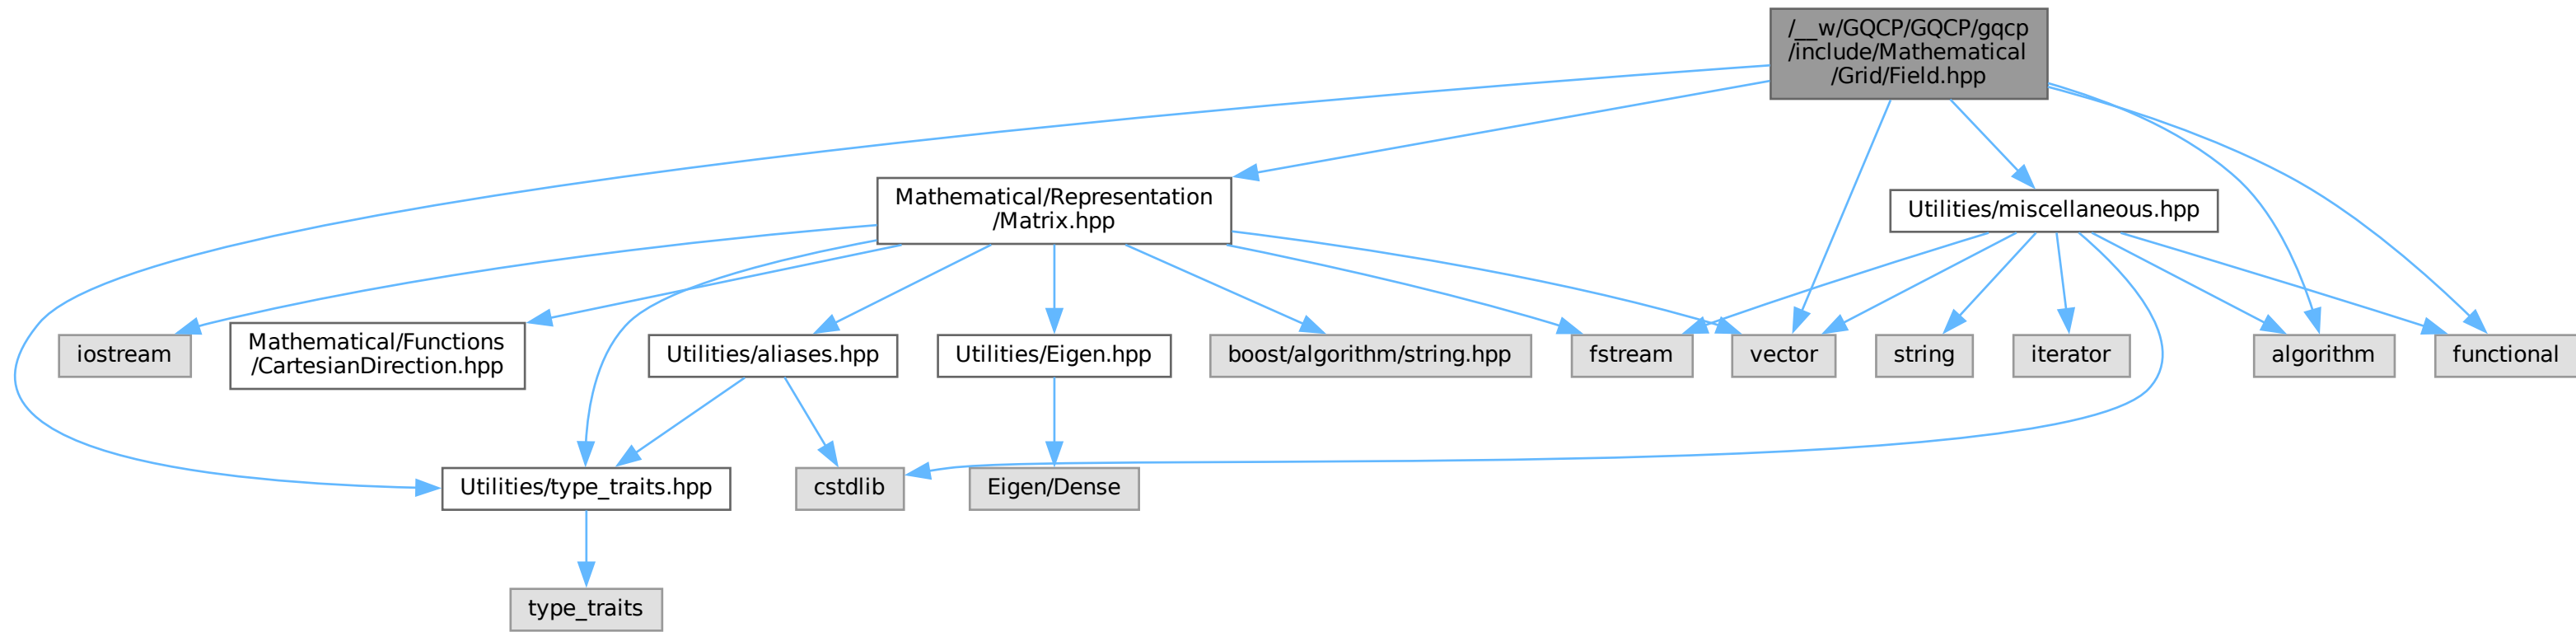 /__w/GQCP/GQCP/gqcp
/include/Mathematical
/Grid/Field.hpp
Mathematical/Representation
/Matrix.hpp
Utilities/miscellaneous.hpp
iostream
Mathematical/Functions
/CartesianDirection.hpp
Utilities/aliases.hpp
Utilities/Eigen.hpp
boost/algorithm/string.hpp
fstream
vector
string
iterator
algorithm
functional
Utilities/type_traits.hpp
cstdlib
Eigen/Dense
type_traits